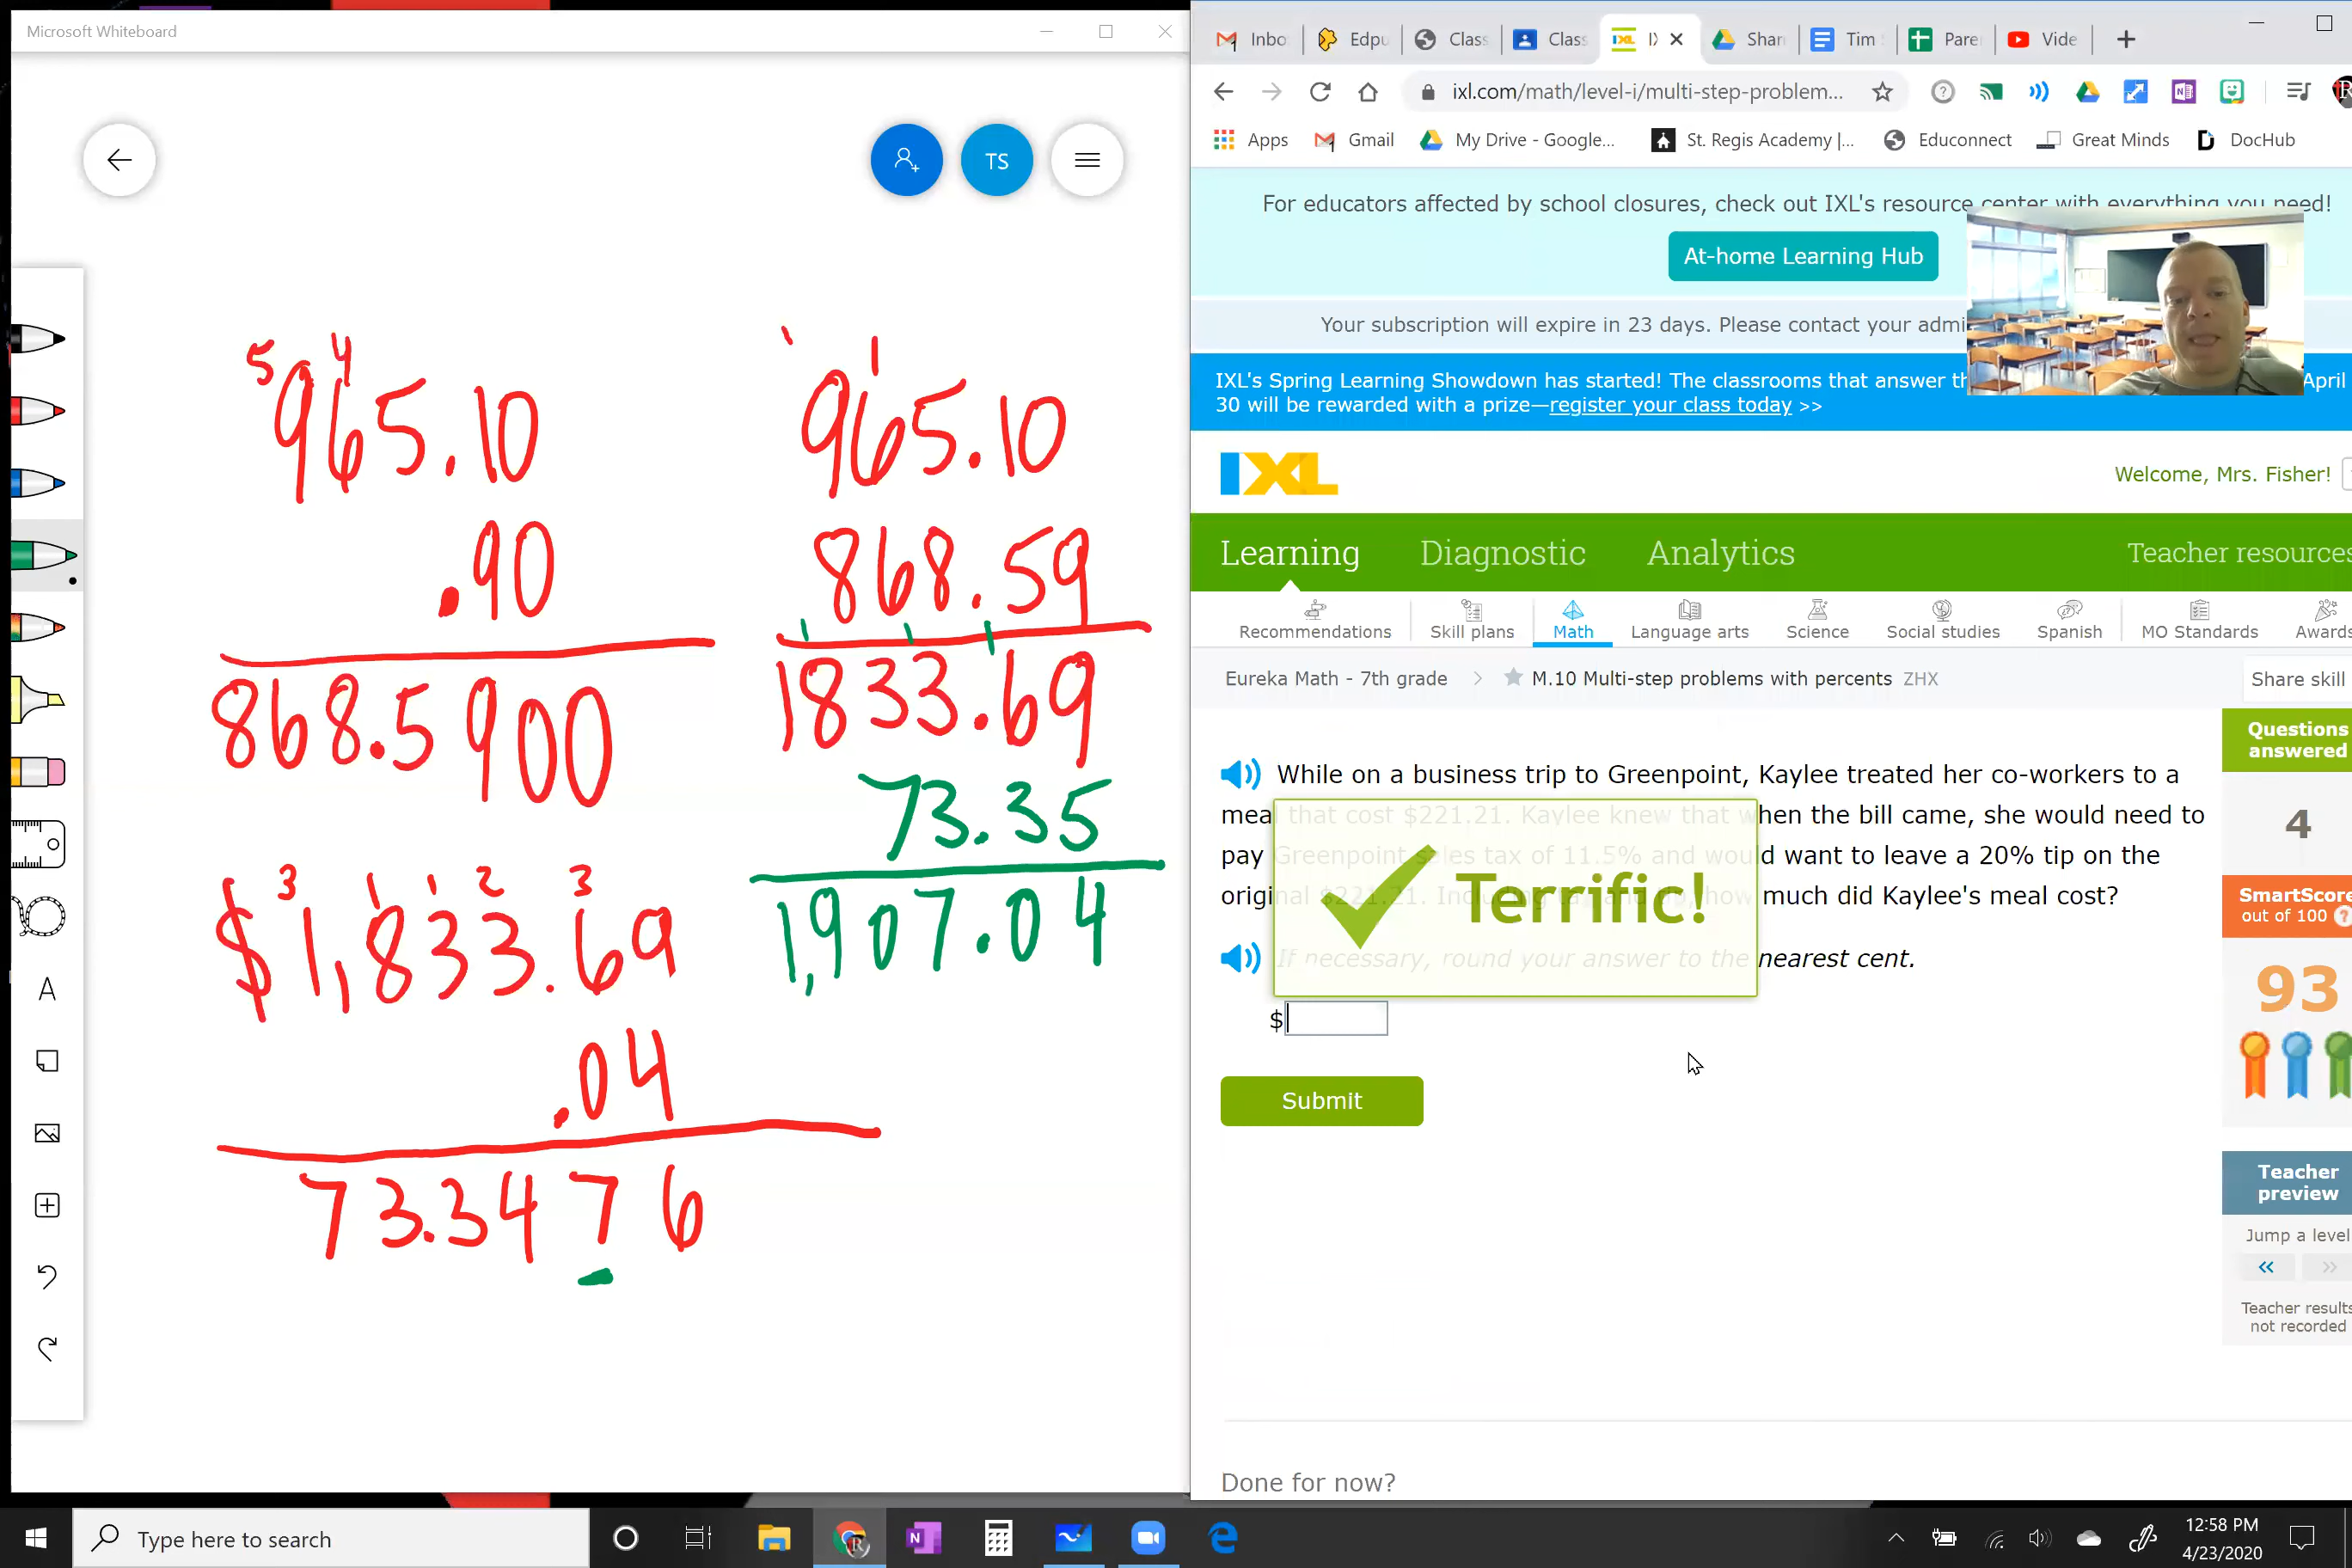 Microsoft Whiteboard
TS
5 4
965.10
.90
868.5900
3 1 1 2 3
$1,833.69
.04
73.3476
1 1
965.10
868.59
1 1 1
1833.69
73.35
1,907.04
A
Inbo
Edpu
Class
Class
IXL
Shar
Tim
Pare
Vide
ixl.com/math/level-i/multi-step-problem...
Apps
Gmail
My Drive - Google...
St. Regis Academy |...
Educonnect
Great Minds
DocHub
For educators affected by school closures, check out IXL's resource center with everything you need!
At-home Learning Hub
Your subscription will expire in 23 days. Please contact your admi
IXL's Spring Learning Showdown has started! The classrooms that answer th
April
30 will be rewarded with a prize—register your class today >>
IXL
Welcome, Mrs. Fisher!
Learning
Diagnostic
Analytics
Teacher resources
Recommendations
Skill plans
Math
Language arts
Science
Social studies
Spanish
MO Standards
Awards
Eureka Math - 7th grade > M.10 Multi-step problems with percents ZHX
Share skill
While on a business trip to Greenpoint, Kaylee treated her co-workers to a
meal that cost $221.21. Kaylee knew that when the bill came, she would need to
pay Greenpoint sales tax of 11.5% and would want to leave a 20% tip on the
original $221.21. Including tax and tip, how much did Kaylee's meal cost?
Terrific!
If necessary, round your answer to the nearest cent.
$
Submit
Questions
answered
4
SmartScore
out of 100 ?
93
Teacher
preview
Jump a level
<< >>
Teacher results
not recorded
Done for now?
Type here to search
12:58 PM
4/23/2020